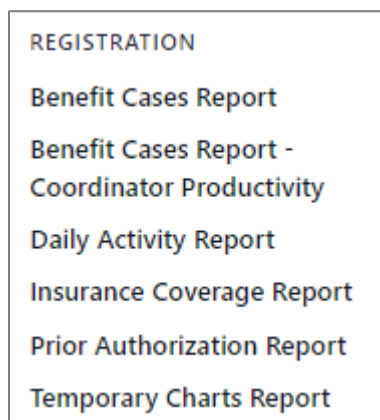 REGISTRATION
Benefit Cases Report
Benefit Cases Report -
Coordinator Productivity
Daily Activity Report
Insurance Coverage Report
Prior Authorization Report
Temporary Charts Report